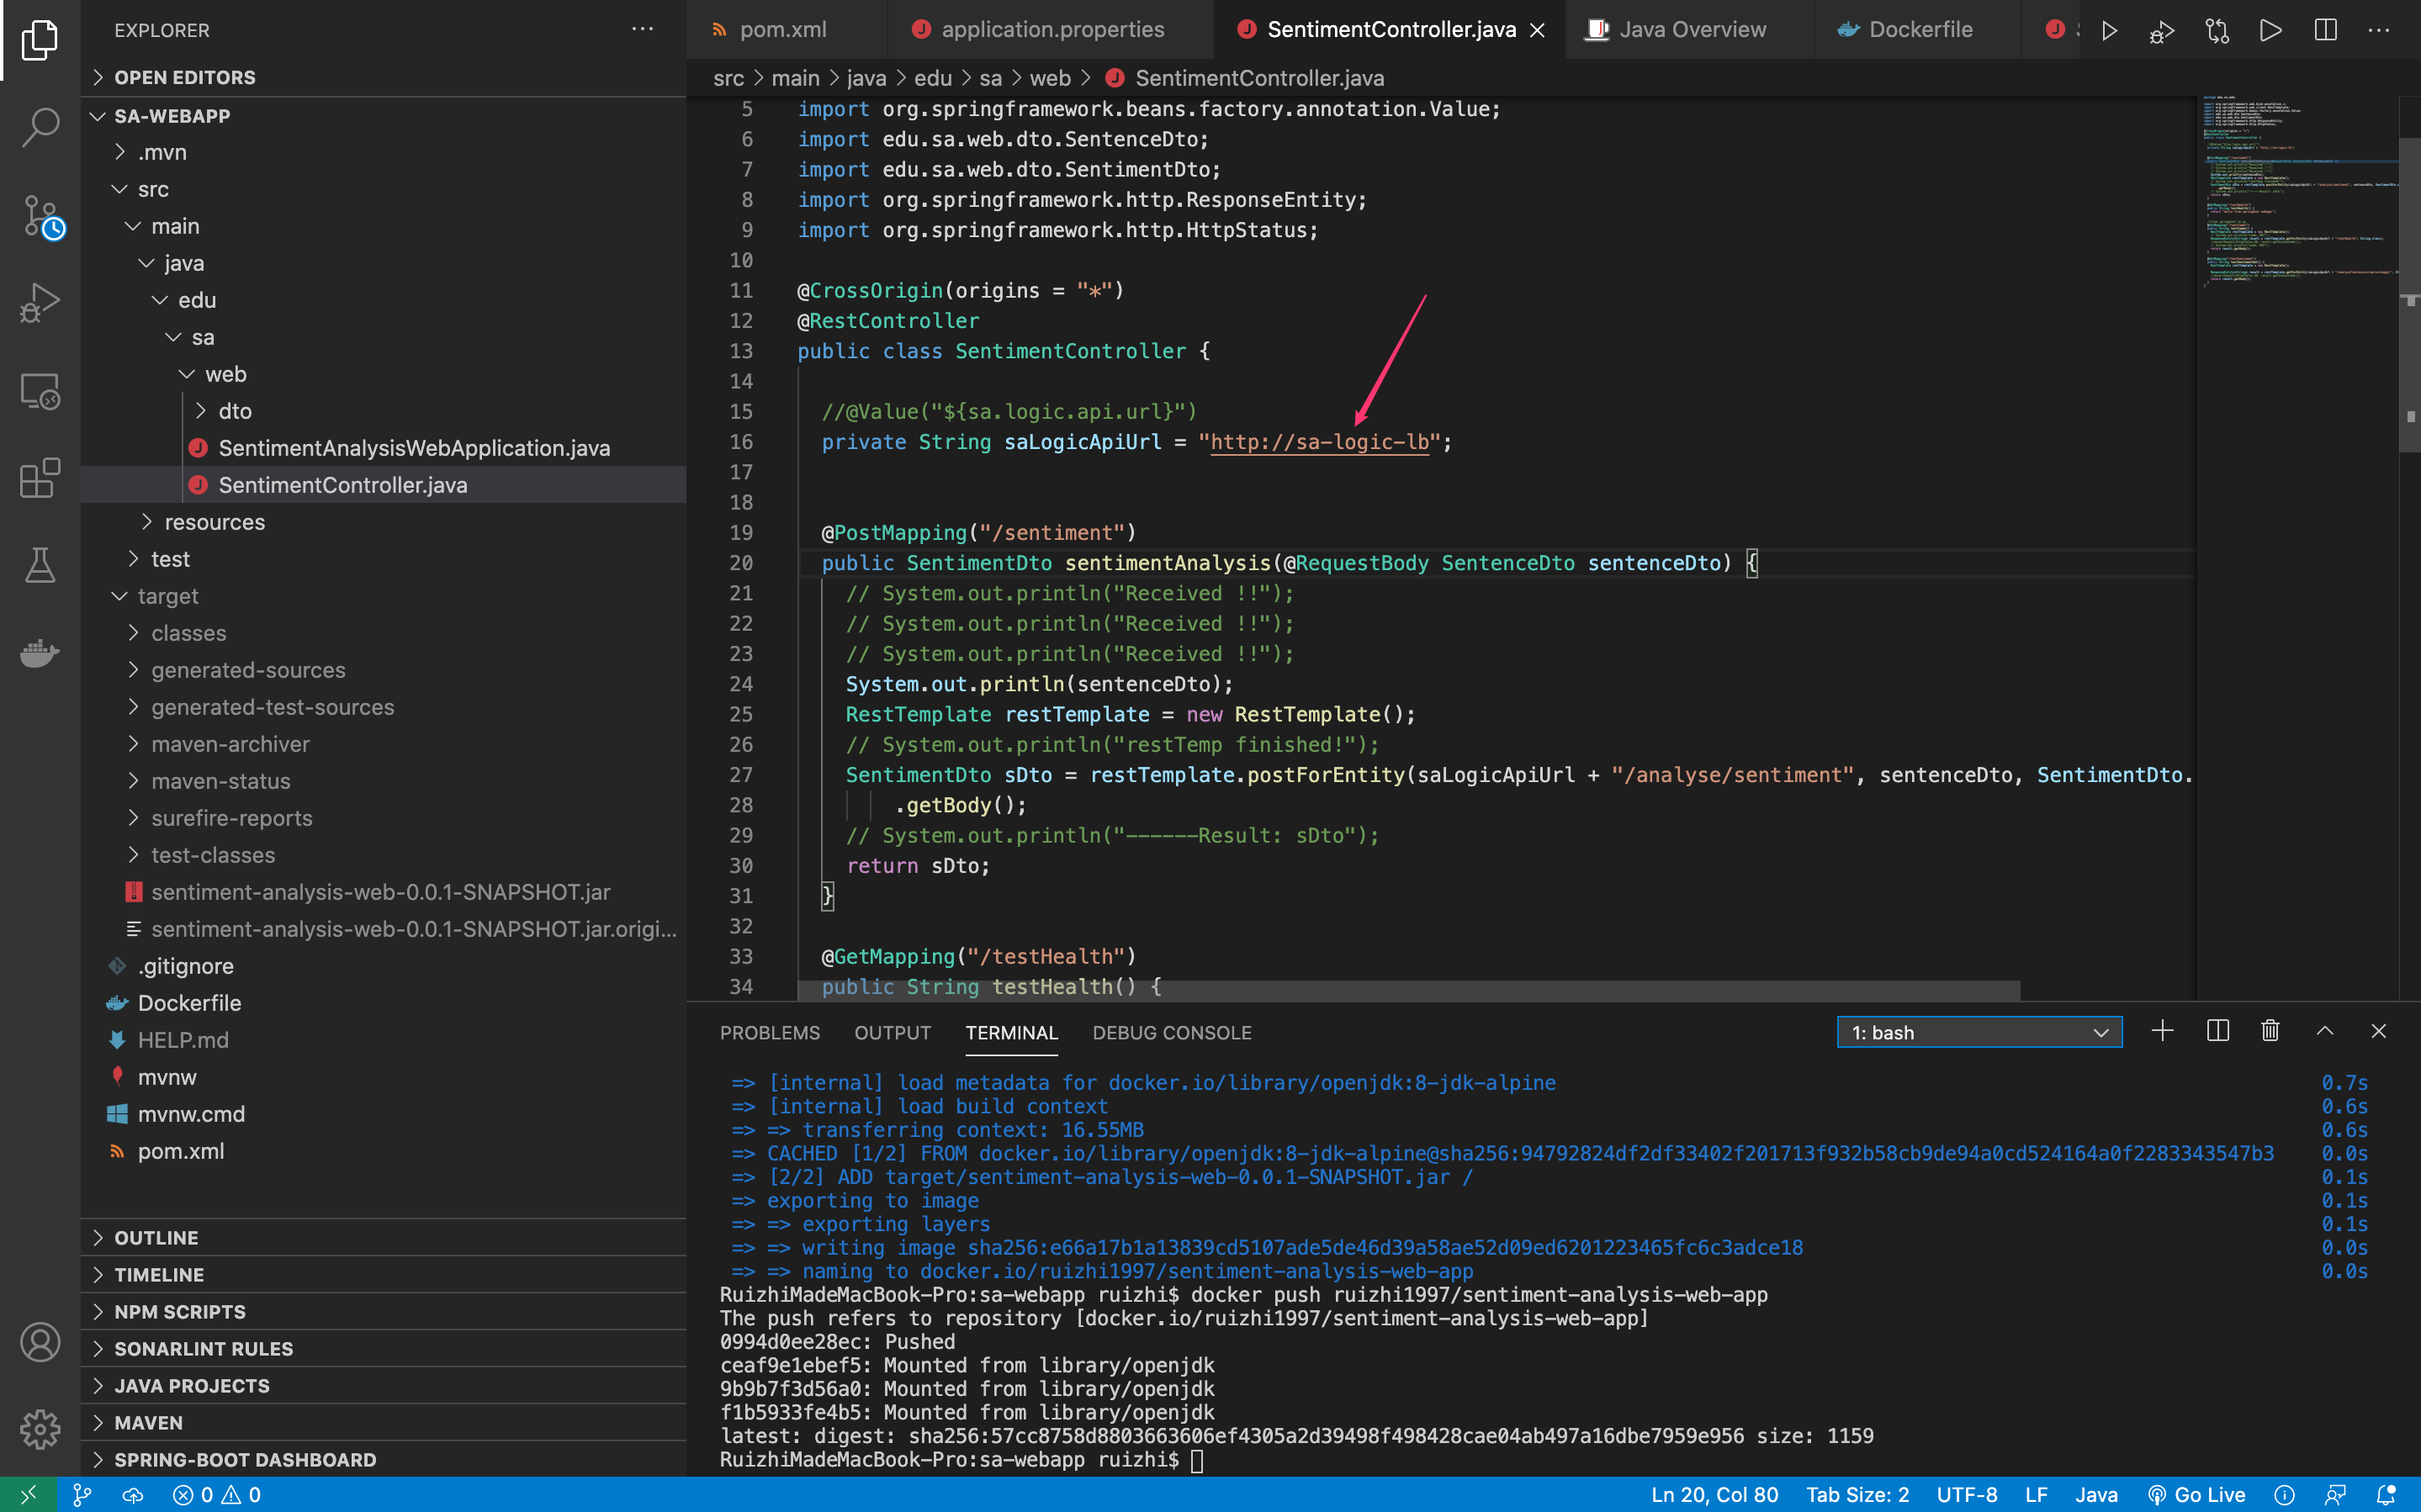 EXPLORER
OPEN EDITORS
SA-WEBAPP
.mvn
src
main
java
edu
sa
web
dto
SentimentAnalysisWebApplication.java
SentimentController.java
resources
test
target
classes
generated-sources
generated-test-sources
maven-archiver
maven-status
surefire-reports
test-classes
sentiment-analysis-web-0.0.1-SNAPSHOT.jar
sentiment-analysis-web-0.0.1-SNAPSHOT.jar.origi...
.gitignore
Dockerfile
HELP.md
mvnw
mvnw.cmd
pom.xml
OUTLINE
TIMELINE
NPM SCRIPTS
SONARLINT RULES
JAVA PROJECTS
MAVEN
SPRING-BOOT DASHBOARD
pom.xml application.properties SentimentController.java Java Overview Dockerfile
src > main > java > edu > sa > web > SentimentController.java
5 import org.springframework.beans.factory.annotation.Value;
6 import edu.sa.web.dto.SentenceDto;
7 import edu.sa.web.dto.SentimentDto;
8 import org.springframework.http.ResponseEntity;
9 import org.springframework.http.HttpStatus;
10
11 @CrossOrigin(origins = "*")
12 @RestController
13 public class SentimentController {
14
15 //@Value("${sa.logic.api.url}")
16 private String saLogicApiUrl = "http://sa-logic-lb";
17
18
19 @PostMapping("/sentiment")
20 public SentimentDto sentimentAnalysis(@RequestBody SentenceDto sentenceDto) {
21 // System.out.println("Received !!");
22 // System.out.println("Received !!");
23 // System.out.println("Received !!");
24 System.out.println(sentenceDto);
25 RestTemplate restTemplate = new RestTemplate();
26 // System.out.println("restTemp finished!");
27 SentimentDto sDto = restTemplate.postForEntity(saLogicApiUrl + "/analyse/sentiment", sentenceDto, SentimentDto.
28 .getBody();
29 // System.out.println("------Result: sDto");
30 return sDto;
31 }
32
33 @GetMapping("/testHealth")
34 public String testHealth() {
PROBLEMS OUTPUT TERMINAL DEBUG CONSOLE 1: bash
=> [internal] load metadata for docker.io/library/openjdk:8-jdk-alpine 0.7s
=> [internal] load build context 0.6s
=> => transferring context: 16.55MB 0.6s
=> CACHED [1/2] FROM docker.io/library/openjdk:8-jdk-alpine@sha256:94792824df2df33402f201713f932b58cb9de94a0cd524164a0f2283343547b3 0.0s
=> [2/2] ADD target/sentiment-analysis-web-0.0.1-SNAPSHOT.jar / 0.1s
=> exporting to image 0.1s
=> => exporting layers 0.1s
=> => writing image sha256:e66a17b1a13839cd5107ade5de46d39a58ae52d09ed6201223465fc6c3adce18 0.0s
=> => naming to docker.io/ruizhi1997/sentiment-analysis-web-app 0.0s
RuizhiMadeMacBook-Pro:sa-webapp ruizhi$ docker push ruizhi1997/sentiment-analysis-web-app
The push refers to repository [docker.io/ruizhi1997/sentiment-analysis-web-app]
0994d0ee28ec: Pushed
ceaf9e1ebef5: Mounted from library/openjdk
9b9b7f3d56a0: Mounted from library/openjdk
f1b5933fe4b5: Mounted from library/openjdk
latest: digest: sha256:57cc8758d8803663606ef4305a2d39498f498428cae04ab497a16dbe7959e956 size: 1159
RuizhiMadeMacBook-Pro:sa-webapp ruizhi$
0 0 Ln 20, Col 80 Tab Size: 2 UTF-8 LF Java Go Live